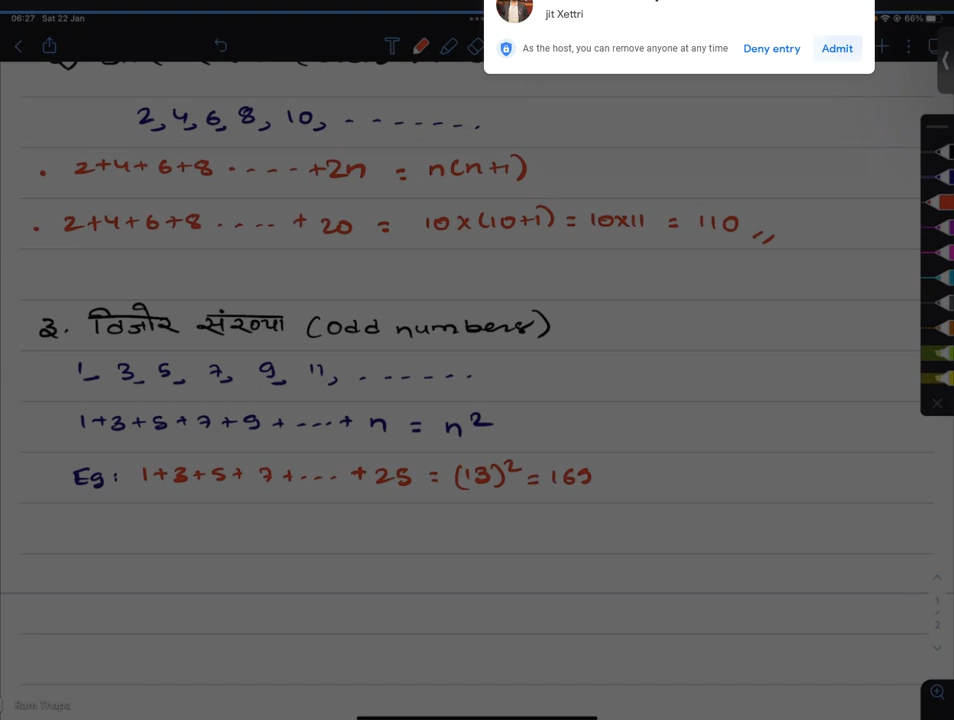 06:27 Sat 22 Jan
66%
jit Xettri
As the host, you can remove anyone at any time
Deny entry
Admit
2, 4, 6, 8, 10, - - - - - - -.
. 2+4+6+8 ..... +2n = n(n+1)
. 2+4+6+8 ..... + 20 = 10×(10+1) = 10×11 = 110 //
३. विजोर संख्या (odd numbers)
1, 3, 5, 7, 9, 11, - - - - - - .
1+3+5+7+9+ ....+ n = n²
Eg: 1+3+5+ 7+.... + 25 = (13)² = 169
1
/
2
Ram Thapa